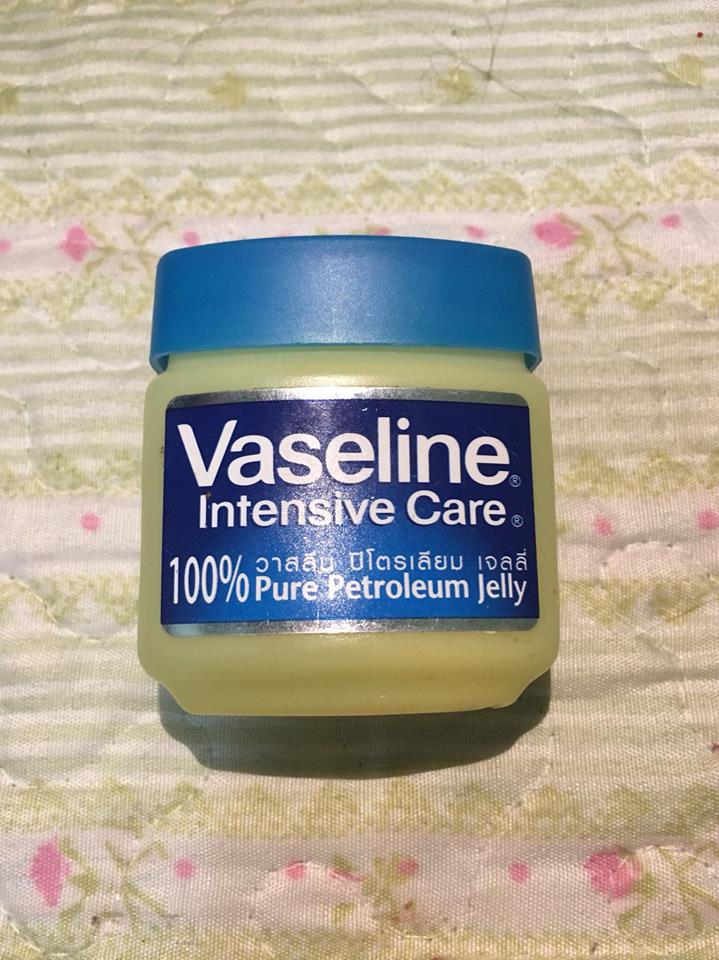 Vaseline®
Intensive Care®
วาสลีน ปิโตรเลียม เจลลี่
100% Pure Petroleum Jelly